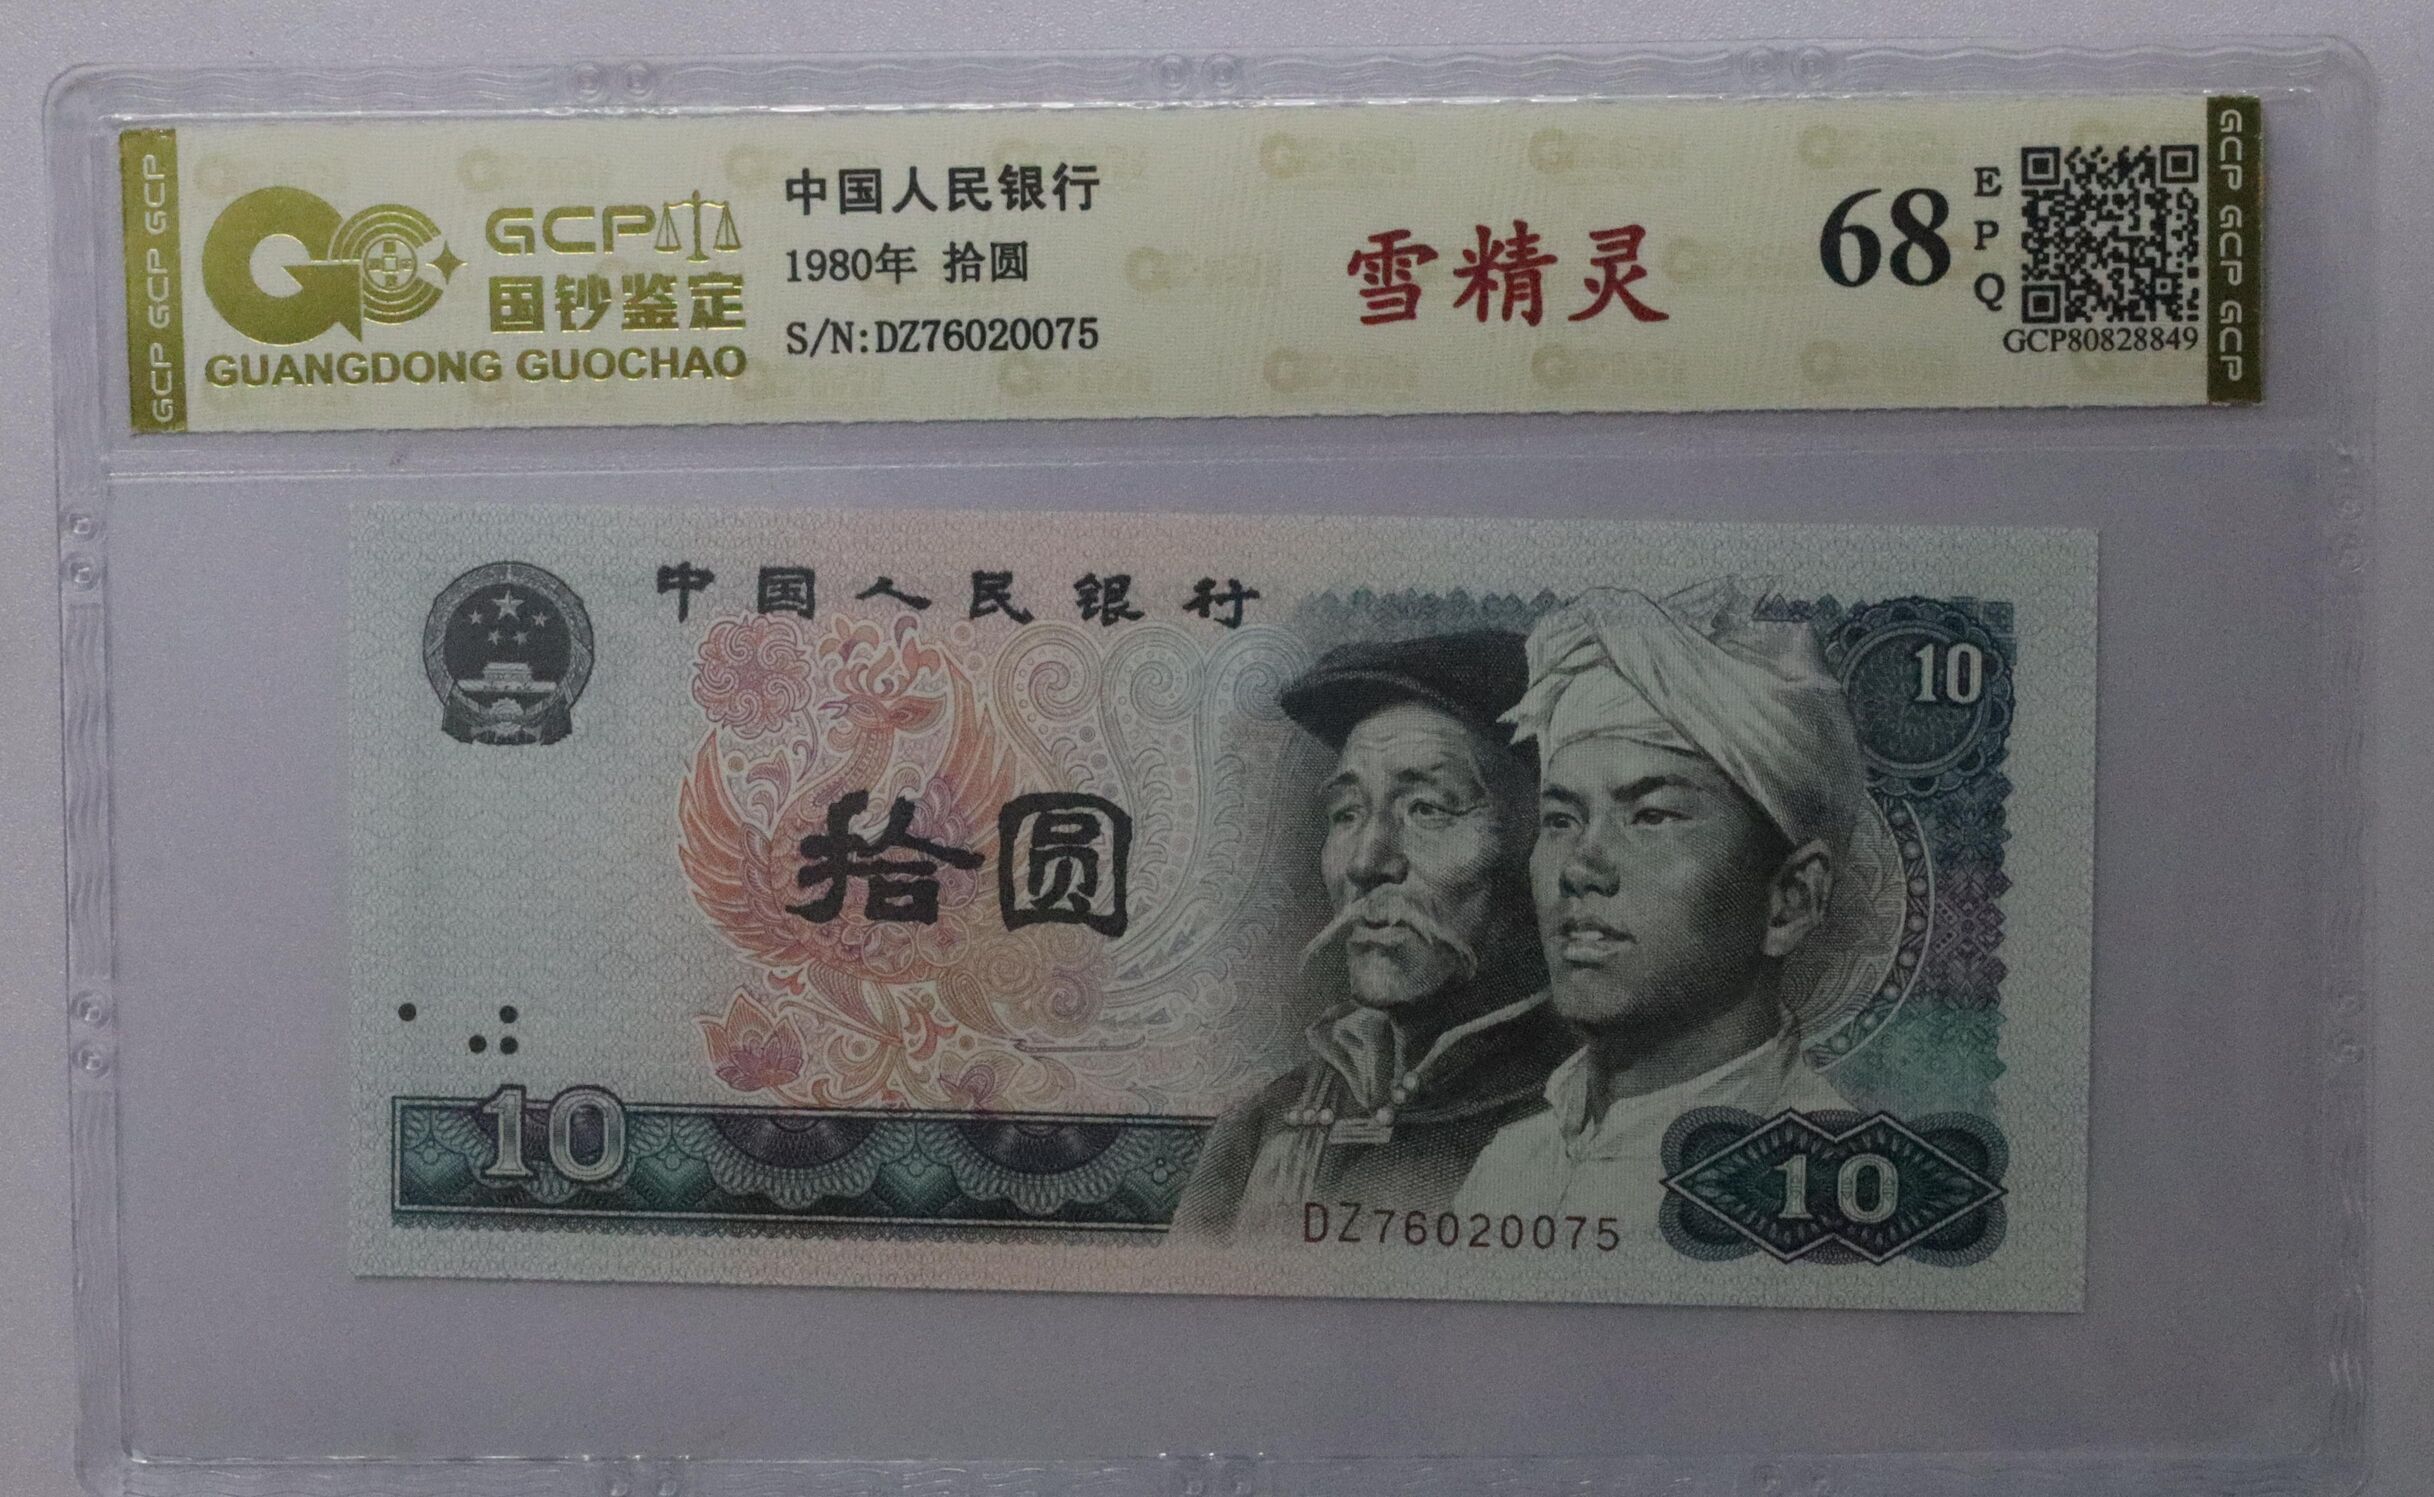 GCP GCP GCP
GCP
国钞鉴定
GUANGDONG GUOCHAO
中国人民银行
1980年 拾圆
S/N:DZ76020075
雪精灵
68
EPQ
GCP80828849
GCP GCP GCP
中国人民银行
10
拾圆
10
10
DZ76020075